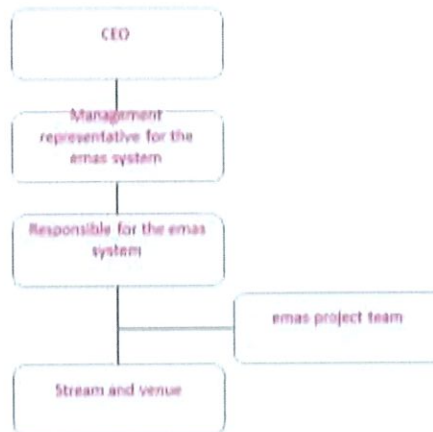 CEO
Management
representative for the
emas system
Responsible for the emas
system
emas project team
Stream and venue